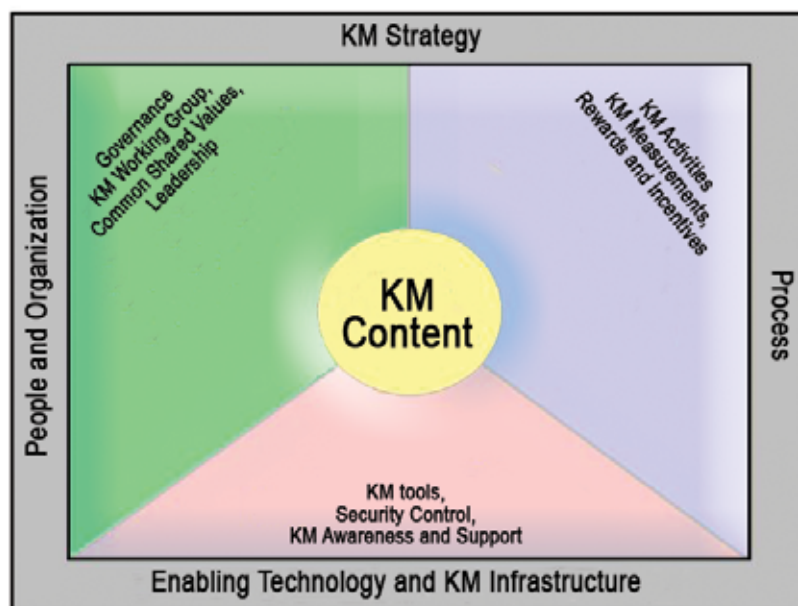 KM Strategy
Governance
KM Working Group,
Common Shared Values,
Leadership
KM Activities
KM Measurements,
Rewards and Incentives
People and Organization
KM
Content
Process
KM tools,
Security Control,
KM Awareness and Support
Enabling Technology and KM Infrastructure